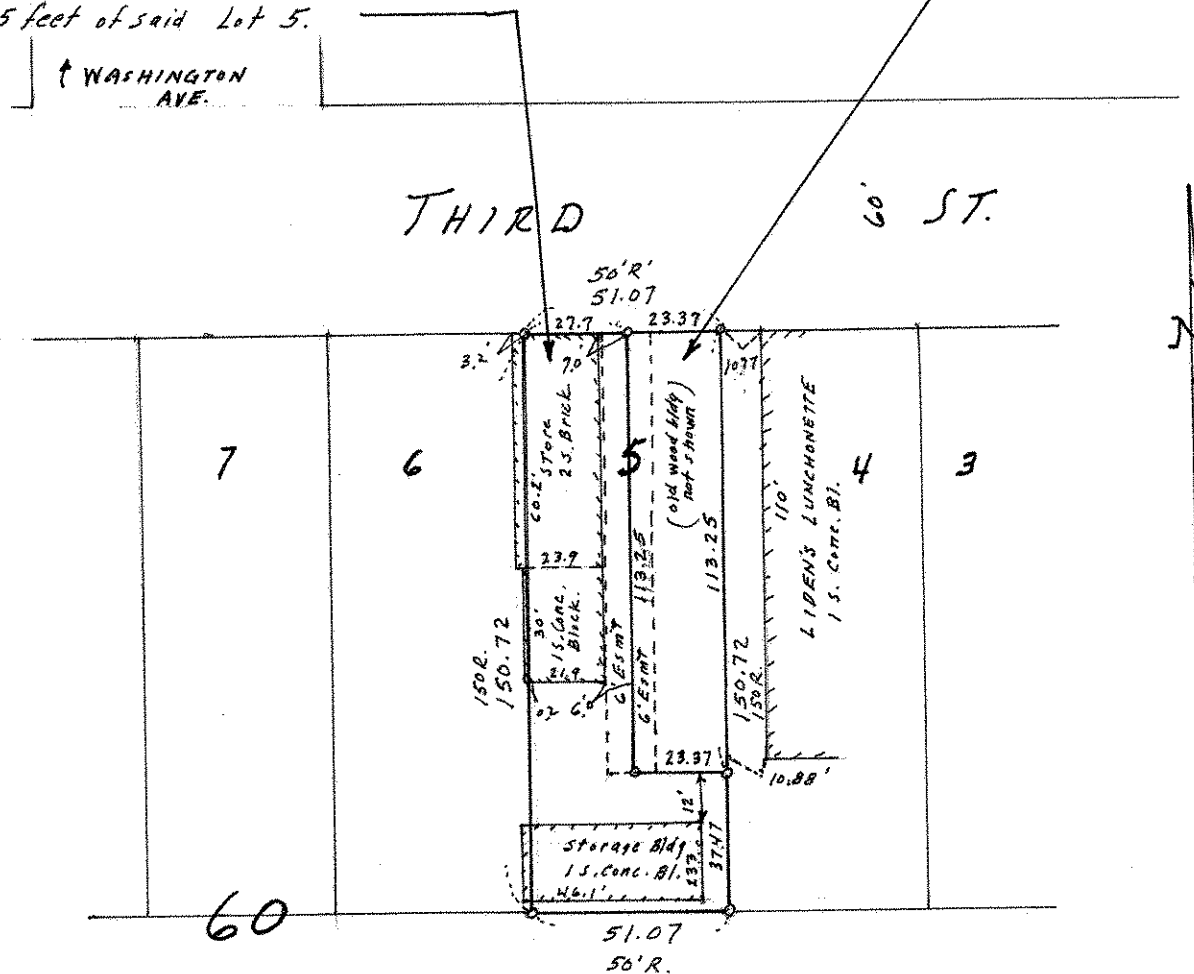 5 feet of said Lot 5.
↑ WASHINGTON
AVE.
THIRD 60' ST.
50'R'
51.07
27.7
23.37
3.2'
7.0
10.77
7
6
5
4
3
60.2'
Store
2 S. Brick.
(old wood bldg
not shown)
110'
LIDEN'S LUNCHONETTE
1 S. Conc. Bl.
23.9
113.25
113.25
30'
1 S. Conc.
Block.
21.9
150R.
150.72
6' ESMT
6' ESMT
150.72
150R.
.02
6.0
23.37
10.88'
12'
Storage Bldg
1 S. Conc. Bl.
46.1'
37.47
60
51.07
50'R.